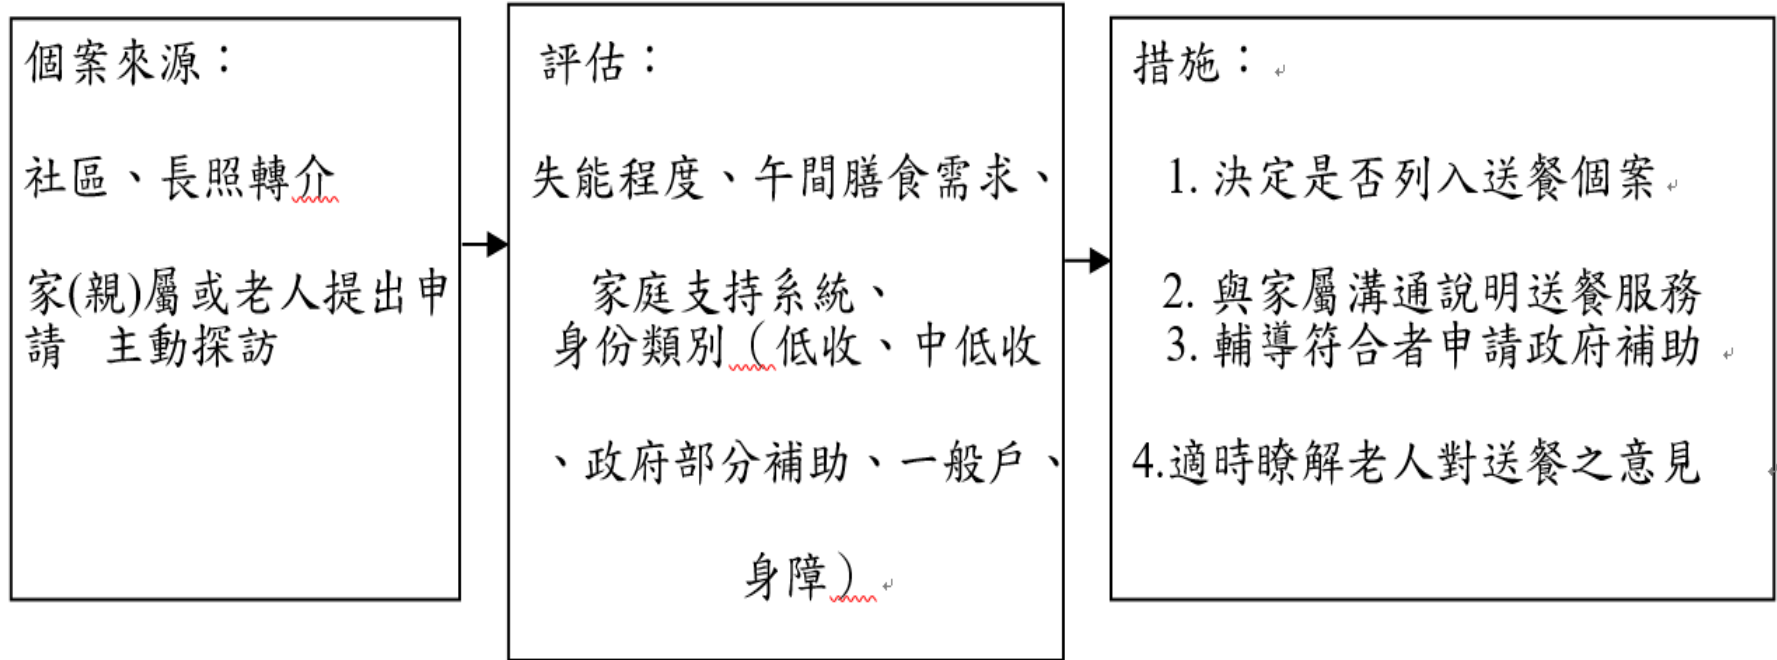 個案來源：
社區、長照轉介
家(親)屬或老人提出申
請 主動探訪
評估：
失能程度、午間膳食需求、
家庭支持系統、
身份類別（低收、中低收
、政府部分補助、一般戶、
身障）
措施：
1. 決定是否列入送餐個案
2. 與家屬溝通說明送餐服務
3. 輔導符合者申請政府補助
4.適時瞭解老人對送餐之意見